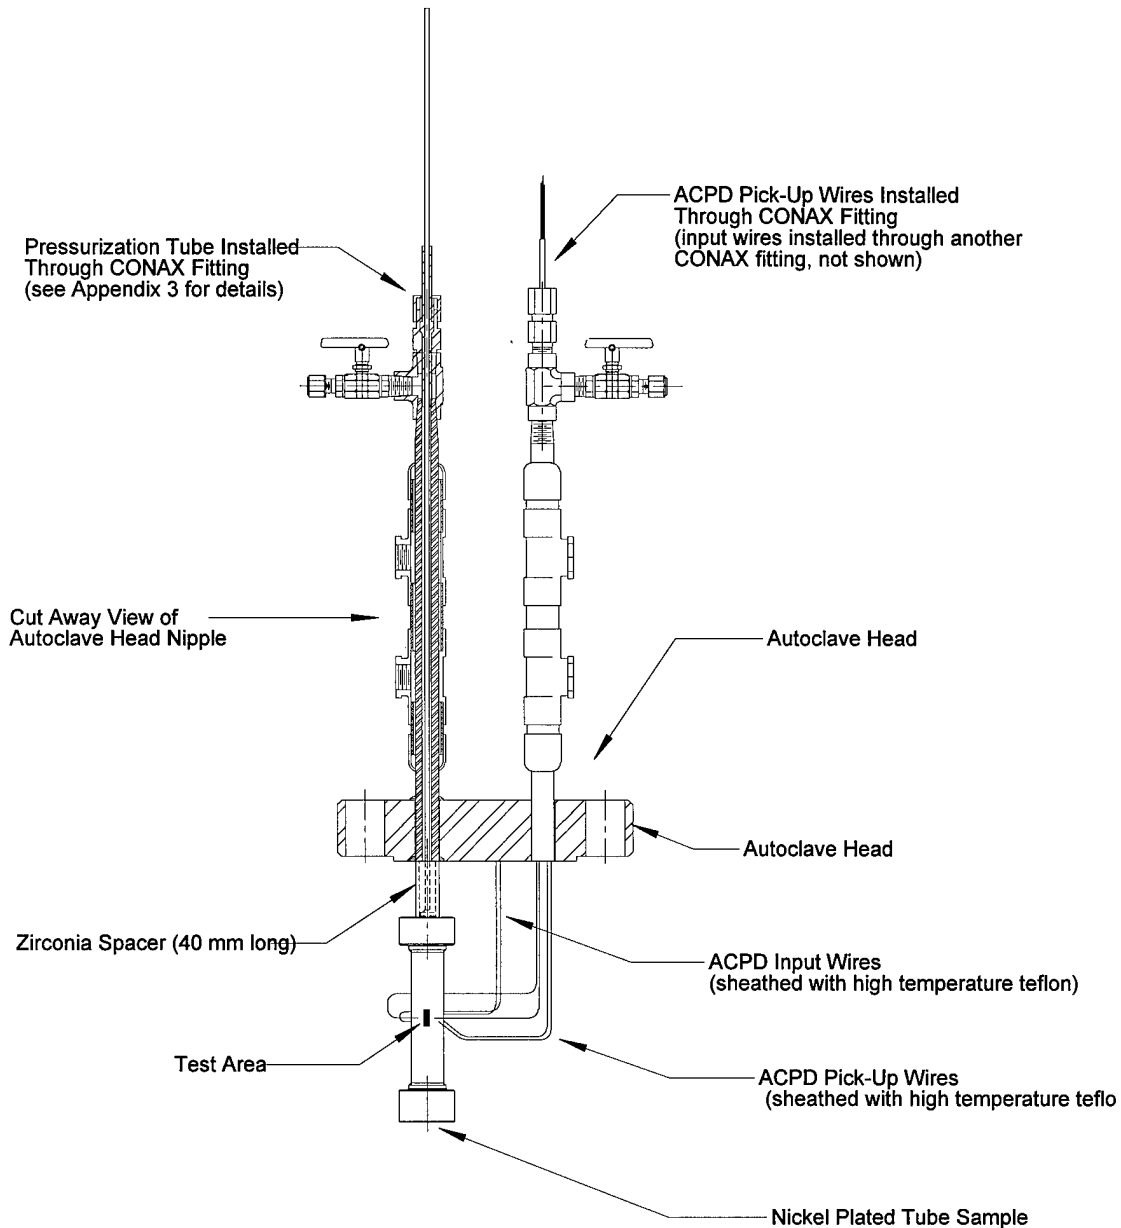 ACPD Pick-Up Wires Installed
Through CONAX Fitting
(input wires installed through another
CONAX fitting, not shown)
Pressurization Tube Installed
Through CONAX Fitting
(see Appendix 3 for details)
Cut Away View of
Autoclave Head Nipple
Autoclave Head
Autoclave Head
Zirconia Spacer (40 mm long)
ACPD Input Wires
(sheathed with high temperature teflon)
Test Area
ACPD Pick-Up Wires
(sheathed with high temperature teflo
Nickel Plated Tube Sample